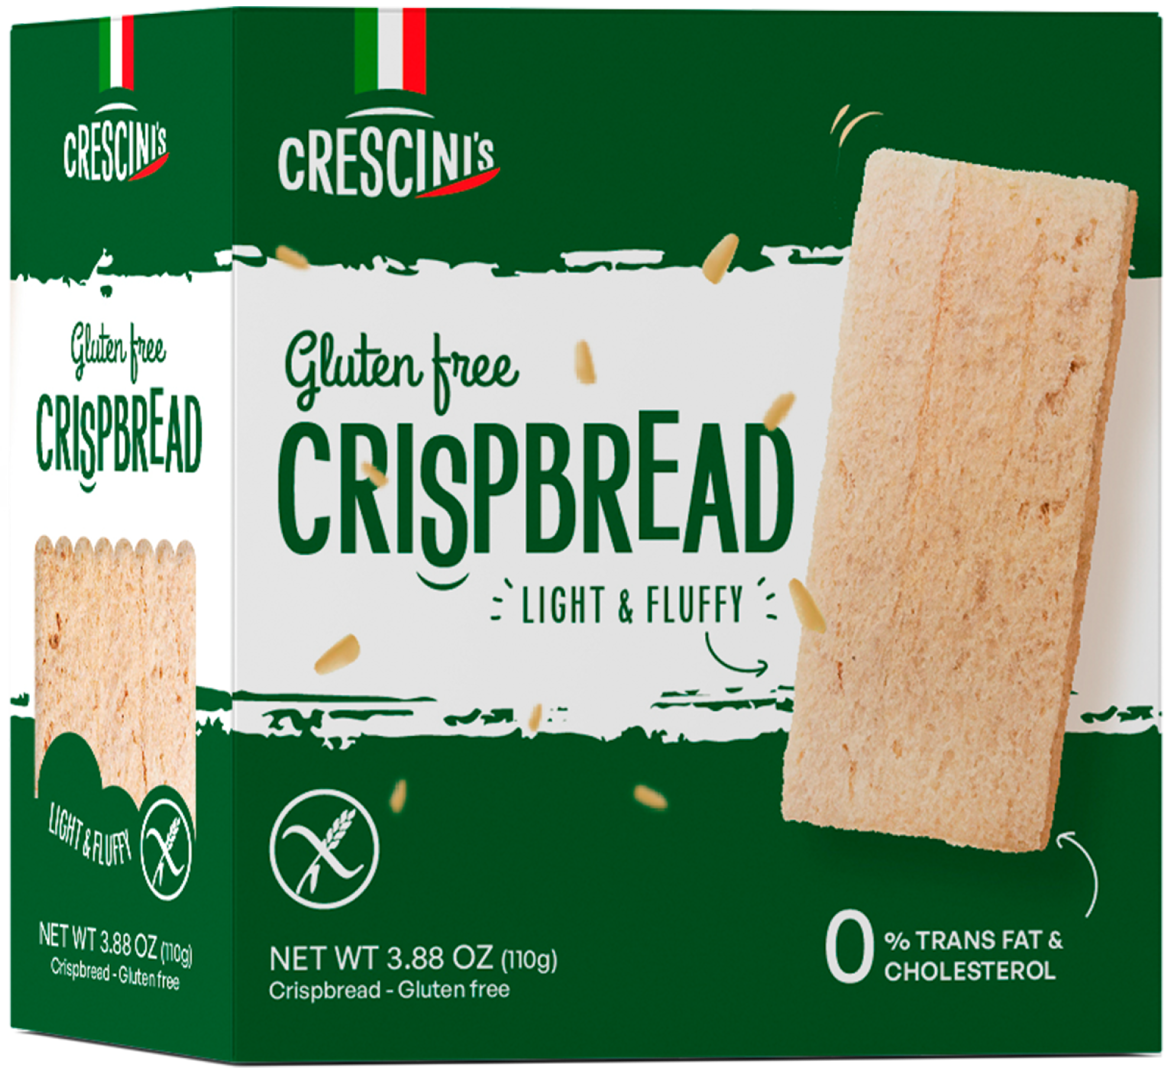 CRESCINI'S
Gluten free
CRISPBREAD
LIGHT & FLUFFY
NET WT 3.88 OZ (110g)
Crispbread - Gluten free
CRESCINI'S
Gluten free
CRISPBREAD
LIGHT & FLUFFY
NET WT 3.88 OZ (110g)
Crispbread - Gluten free
0 % TRANS FAT &
CHOLESTEROL